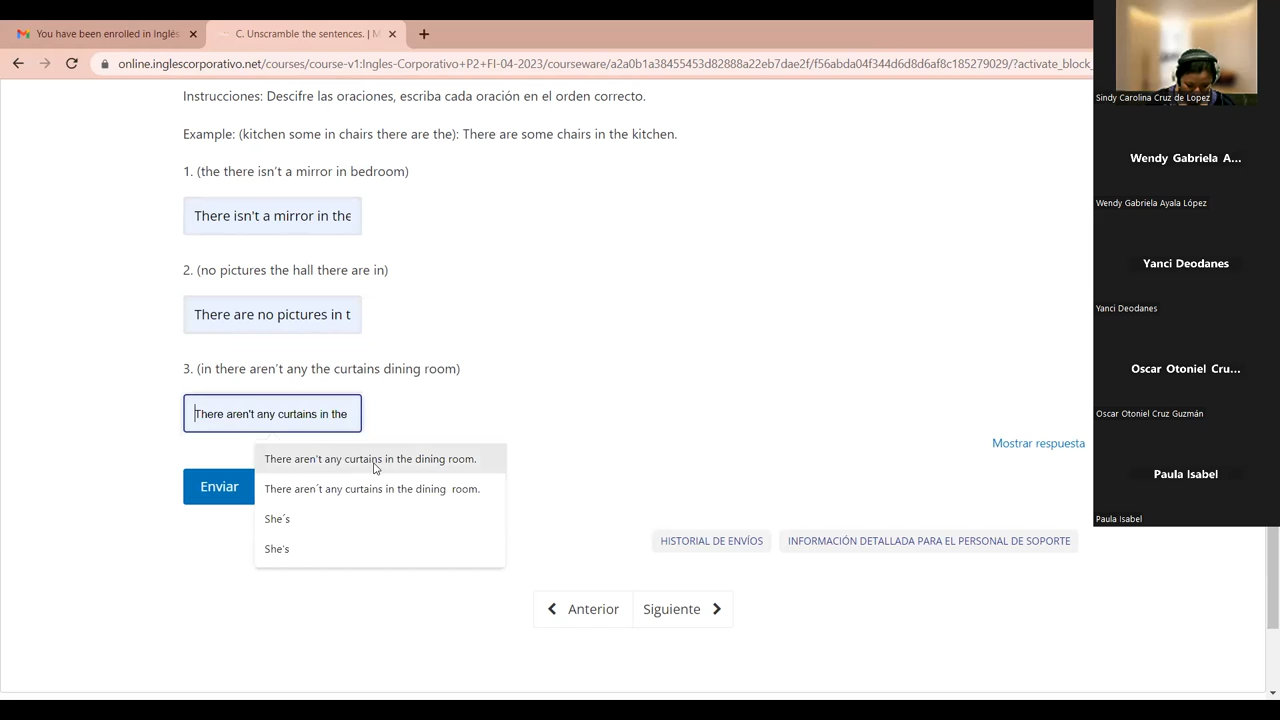 You have been enrolled in Inglés
C. Unscramble the sentences. | M
online.inglescorporativo.net/courses/course-v1:Ingles-Corporativo+P2+FI-04-2023/courseware/a2a0b1a38455453d82888a22eb7dae2f/f56abda04f344d6d8d6af8c185279029/?activate_block_
Instrucciones: Descifre las oraciones, escriba cada oración en el orden correcto.
Example: (kitchen some in chairs there are the): There are some chairs in the kitchen.
1. (the there isn’t a mirror in bedroom)
There isn't a mirror in the
2. (no pictures the hall there are in)
There are no pictures in t
3. (in there aren’t any the curtains dining room)
There aren't any curtains in the
There aren't any curtains in the dining room.
There aren´t any curtains in the dining  room.
She´s
She's
Mostrar respuesta
Enviar
HISTORIAL DE ENVÍOS
INFORMACIÓN DETALLADA PARA EL PERSONAL DE SOPORTE
Anterior
Siguiente
Sindy Carolina Cruz de Lopez
Wendy Gabriela A...
Wendy Gabriela Ayala López
Yanci Deodanes
Yanci Deodanes
Oscar Otoniel Cru...
Oscar Otoniel Cruz Guzmán
Paula Isabel
Paula Isabel